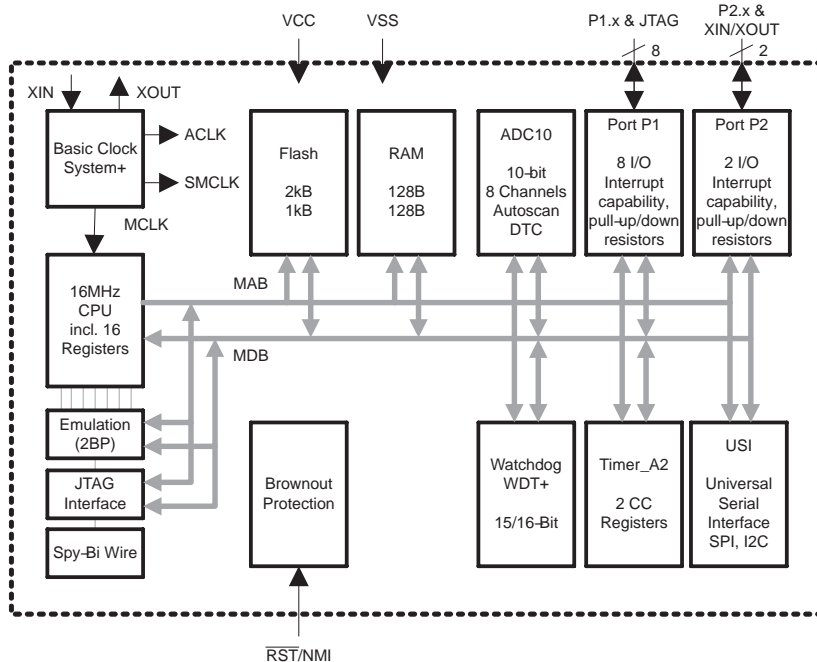 VCC
VSS
P1.x & JTAG
8
P2.x &
XIN/XOUT
2
XIN
XOUT
Basic Clock
System+
ACLK
SMCLK
MCLK
Flash
2kB
1kB
RAM
128B
128B
ADC10
10-bit
8 Channels
Autoscan
DTC
Port P1
8 I/O
Interrupt
capability,
pull-up/down
resistors
Port P2
2 I/O
Interrupt
capability,
pull-up/down
resistors
16MHz
CPU
incl. 16
Registers
MAB
MDB
Emulation
(2BP)
JTAG
Interface
Spy-Bi Wire
Brownout
Protection
RST/NMI
Watchdog
WDT+
15/16-Bit
Timer_A2
2 CC
Registers
USI
Universal
Serial
Interface
SPI, I2C